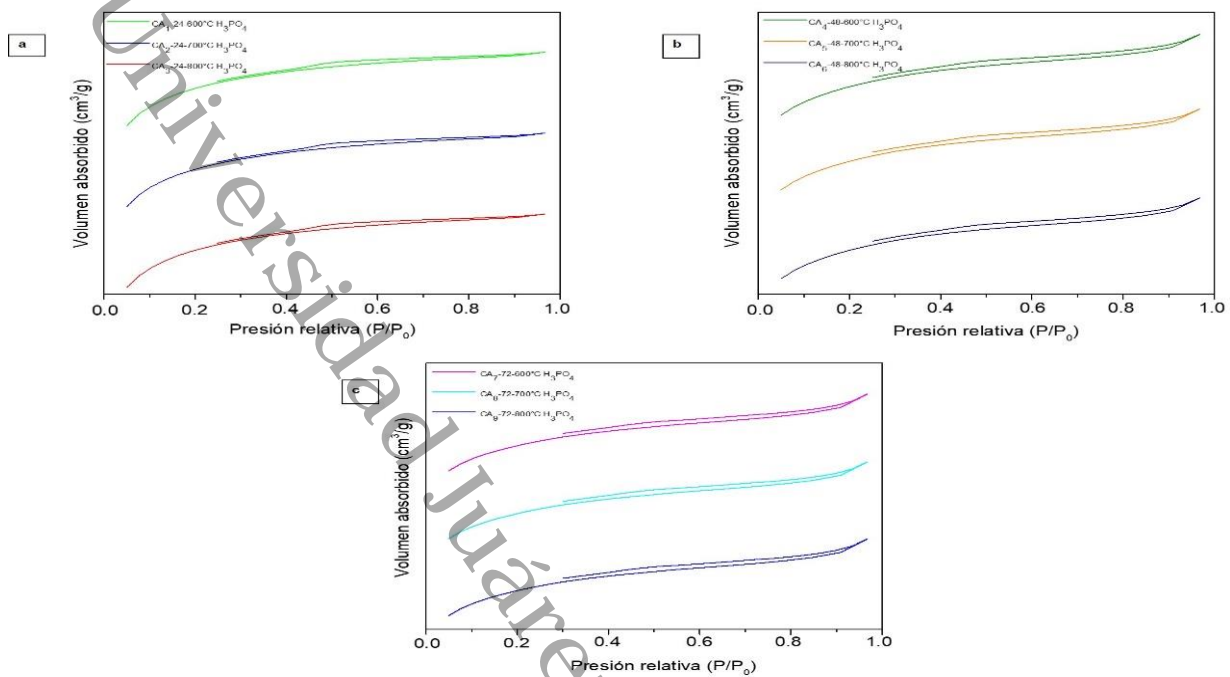 a
CA₁-24-600°C H₃PO₄
CA₂-24-700°C H₃PO₄
CA₃-24-800°C H₃PO₄
Volumen absorbido (cm³/g)
0.0 0.2 0.4 0.6 0.8 1.0
Presión relativa (P/P₀)
b
CA₄-48-600°C H₃PO₄
CA₅-48-700°C H₃PO₄
CA₆-48-800°C H₃PO₄
Volumen absorbido (cm³/g)
0.0 0.2 0.4 0.6 0.8 1.0
Presión relativa (P/P₀)
c
CA₇-72-600°C H₃PO₄
CA₈-72-700°C H₃PO₄
CA₉-72-800°C H₃PO₄
Volumen absorbido (cm³/g)
0.0 0.2 0.4 0.6 0.8 1.0
Presión relativa (P/P₀)
Universidad Juáre